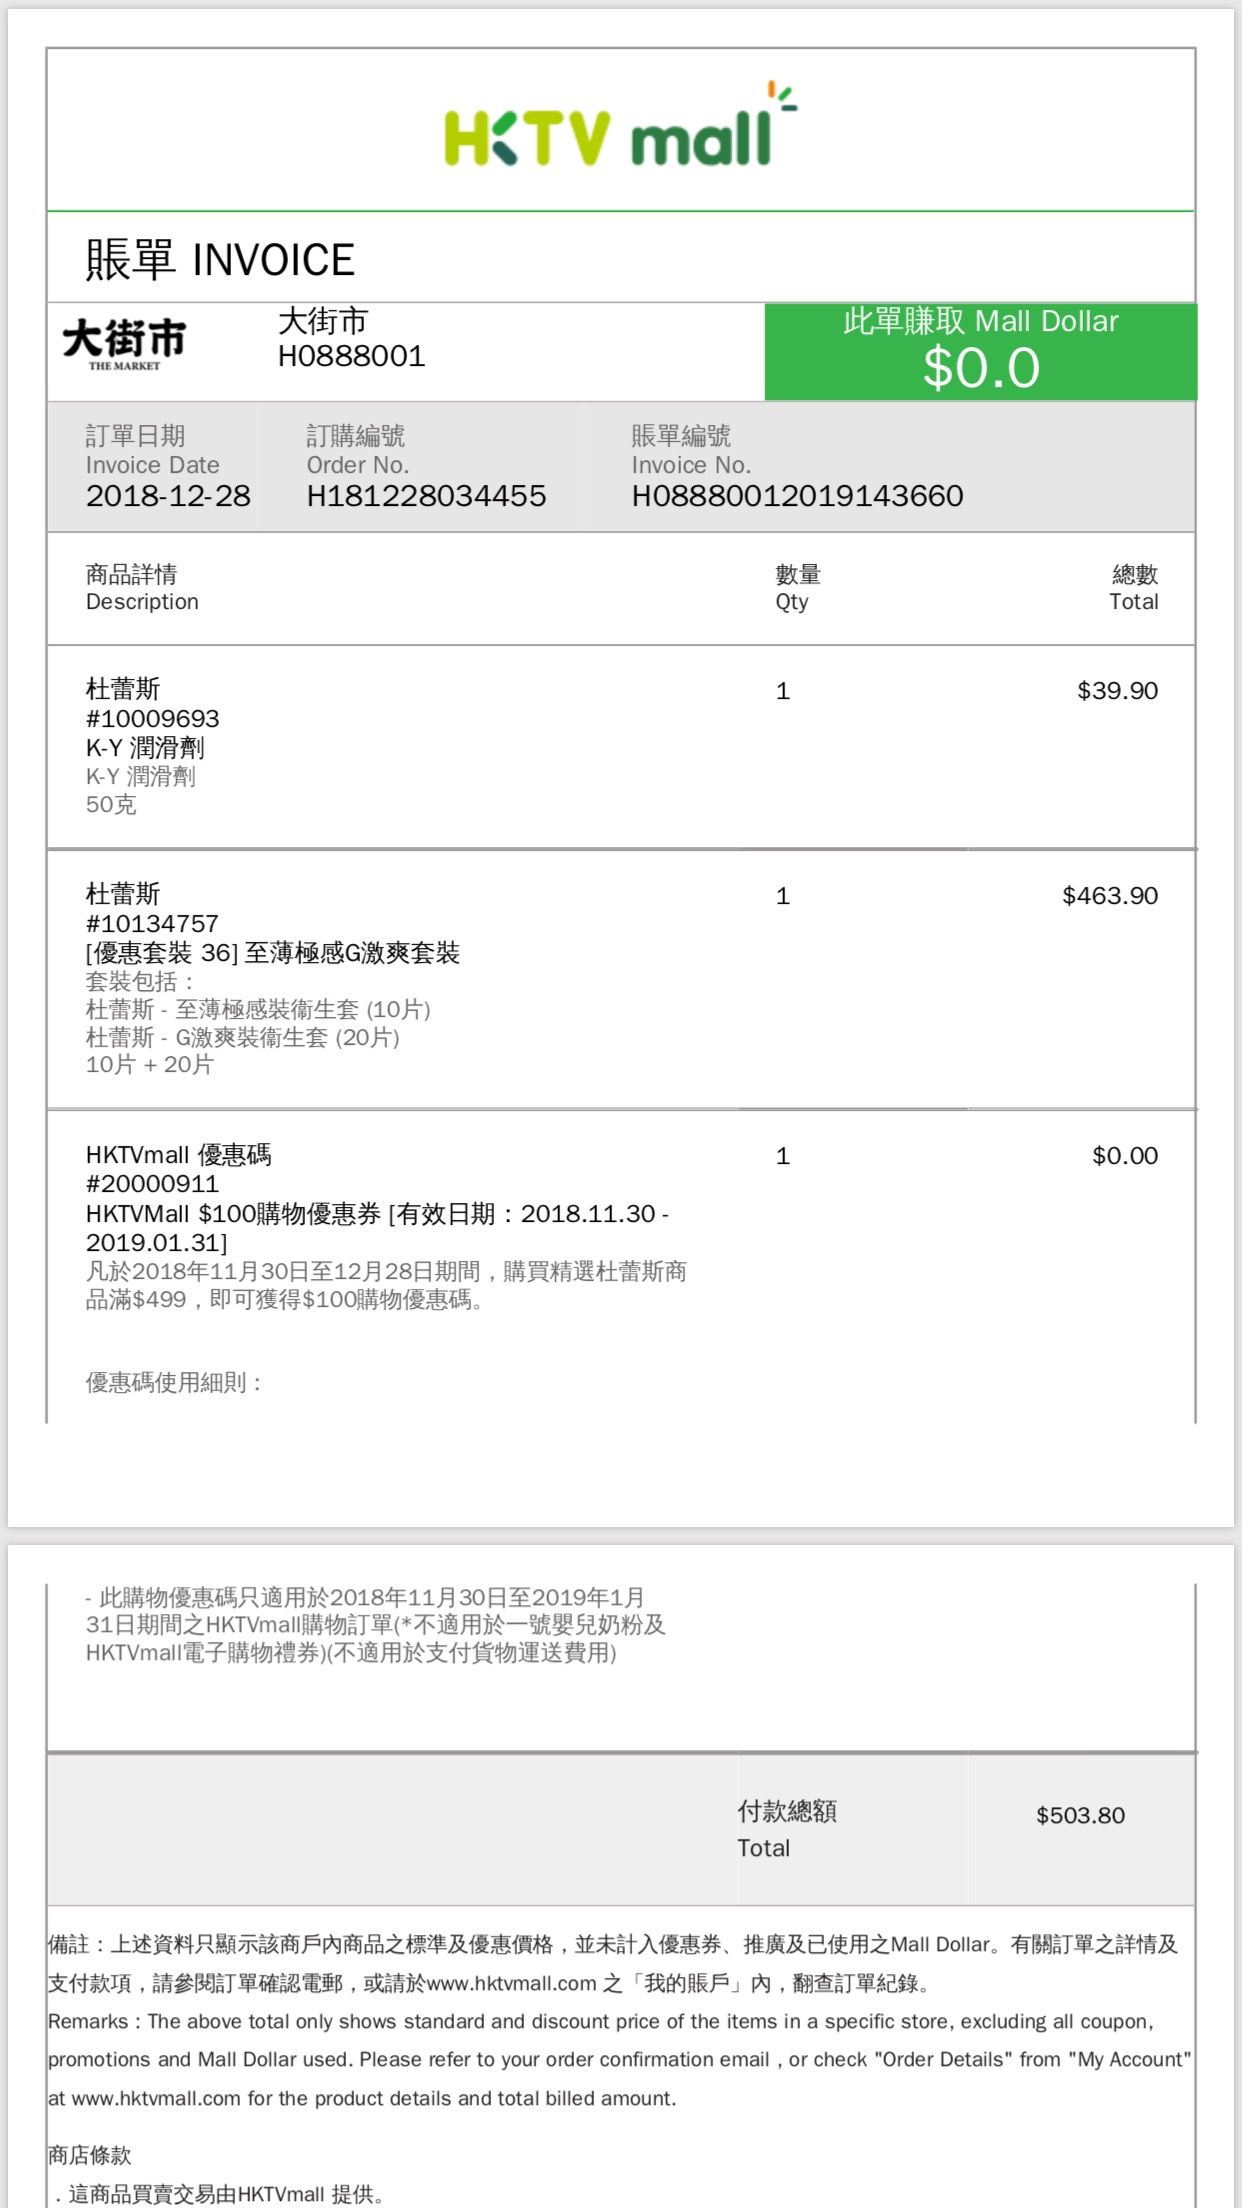 HKTV mall
賬單 INVOICE
大街市
THE MARKET
大街市
H0888001
此單賺取 Mall Dollar
$0.0
訂單日期
Invoice Date
2018-12-28
訂購編號
Order No.
H181228034455
賬單編號
Invoice No.
H08880012019143660
商品詳情
Description
數量
Qty
總數
Total
杜蕾斯
#10009693
K-Y 潤滑劑
K-Y 潤滑劑
50克
1
$39.90
杜蕾斯
#10134757
[優惠套裝 36] 至薄極感G激爽套裝
套裝包括：
杜蕾斯 - 至薄極感裝衞生套 (10片)
杜蕾斯 - G激爽裝衞生套 (20片)
10片 + 20片
1
$463.90
HKTVmall 優惠碼
#20000911
HKTVMall $100購物優惠券 [有效日期：2018.11.30 -
2019.01.31]
凡於2018年11月30日至12月28日期間，購買精選杜蕾斯商
品滿$499，即可獲得$100購物優惠碼。
優惠碼使用細則：
1
$0.00
- 此購物優惠碼只適用於2018年11月30日至2019年1月
31日期間之HKTVmall購物訂單(*不適用於一號嬰兒奶粉及
HKTVmall電子購物禮券)(不適用於支付貨物運送費用)
付款總額
Total
$503.80
備註：上述資料只顯示該商戶內商品之標準及優惠價格，並未計入優惠券、推廣及已使用之Mall Dollar。有關訂單之詳情及
支付款項，請參閱訂單確認電郵，或請於www.hktvmall.com 之「我的賬戶」內，翻查訂單紀錄。
Remarks : The above total only shows standard and discount price of the items in a specific store, excluding all coupon,
promotions and Mall Dollar used. Please refer to your order confirmation email , or check "Order Details" from "My Account"
at www.hktvmall.com for the product details and total billed amount.
商店條款
．這商品買賣交易由HKTVmall 提供。